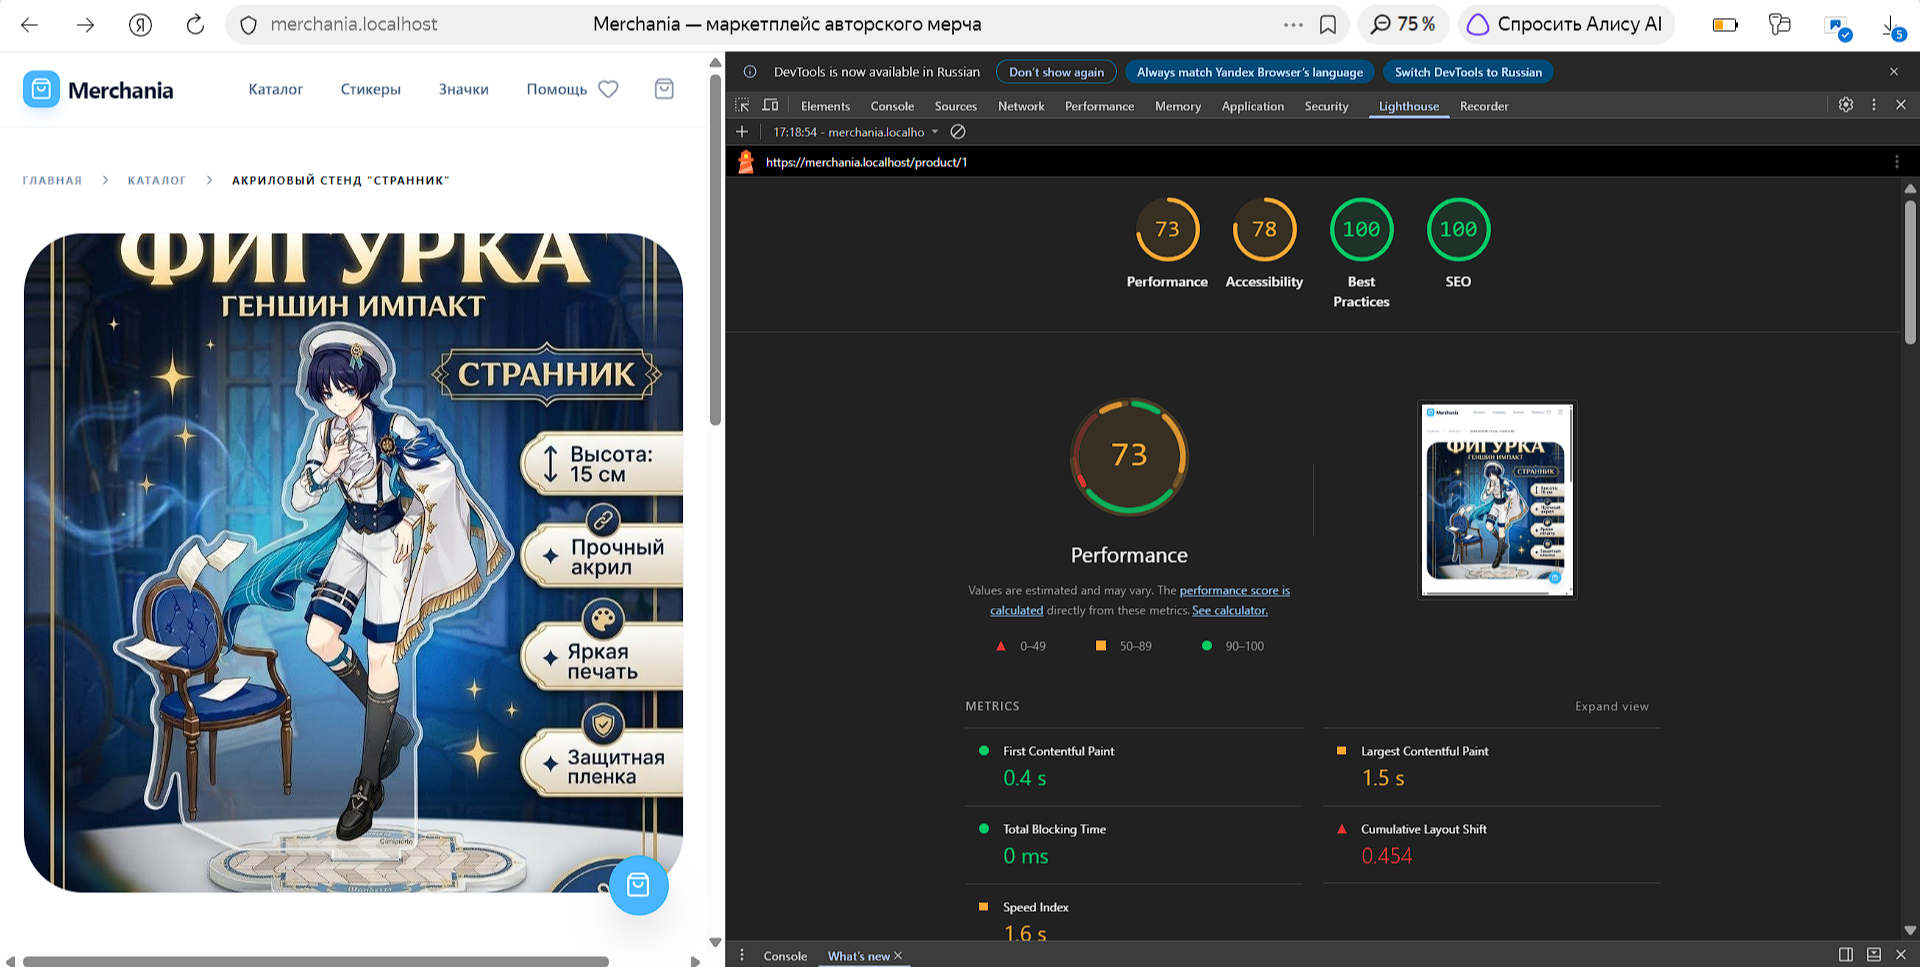 merchania.localhost
Merchania — маркетплейс авторского мерча
75 %
Спросить Алису AI
5
Merchania
Каталог
Стикеры
Значки
Помощь
ГЛАВНАЯ
КАТАЛОГ
АКРИЛОВЫЙ СТЕНД "СТРАННИК"
ФИГУРКА
ГЕНШИН ИМПАКТ
СТРАННИК
Высота:
15 см
Прочный
акрил
Яркая
печать
Защитная
пленка
DevTools is now available in Russian
Don't show again
Always match Yandex Browser's language
Switch DevTools to Russian
Elements
Console
Sources
Network
Performance
Memory
Application
Security
Lighthouse
Recorder
17:18:54 - merchania.localho
https://merchania.localhost/product/1
73
78
100
100
Performance
Accessibility
Best
Practices
SEO
73
Performance
Values are estimated and may vary. The performance score is
calculated directly from these metrics. See calculator.
0–49
50–89
90–100
METRICS
Expand view
First Contentful Paint
0.4 s
Largest Contentful Paint
1.5 s
Total Blocking Time
0 ms
Cumulative Layout Shift
0.454
Speed Index
1.6 s
Console
What's new